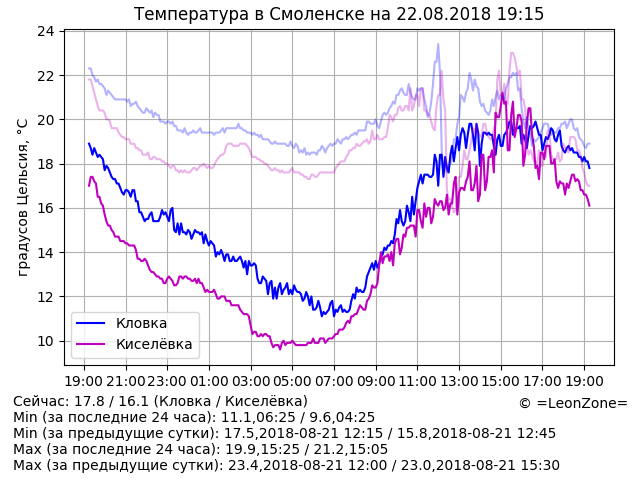 Температура в Смоленске на 22.08.2018 19:15
24
22
20
18
16
14
12
10
градусов Цельсия, °C
Кловка
Киселёвка
19:00 21:00 23:00 01:00 03:00 05:00 07:00 09:00 11:00 13:00 15:00 17:00 19:00
Сейчас: 17.8 / 16.1 (Кловка / Киселёвка)
© =LeonZone=
Min (за последние 24 часа): 11.1,06:25 / 9.6,04:25
Min (за предыдущие сутки): 17.5,2018-08-21 12:15 / 15.8,2018-08-21 12:45
Max (за последние 24 часа): 19.9,15:25 / 21.2,15:05
Max (за предыдущие сутки): 23.4,2018-08-21 12:00 / 23.0,2018-08-21 15:30